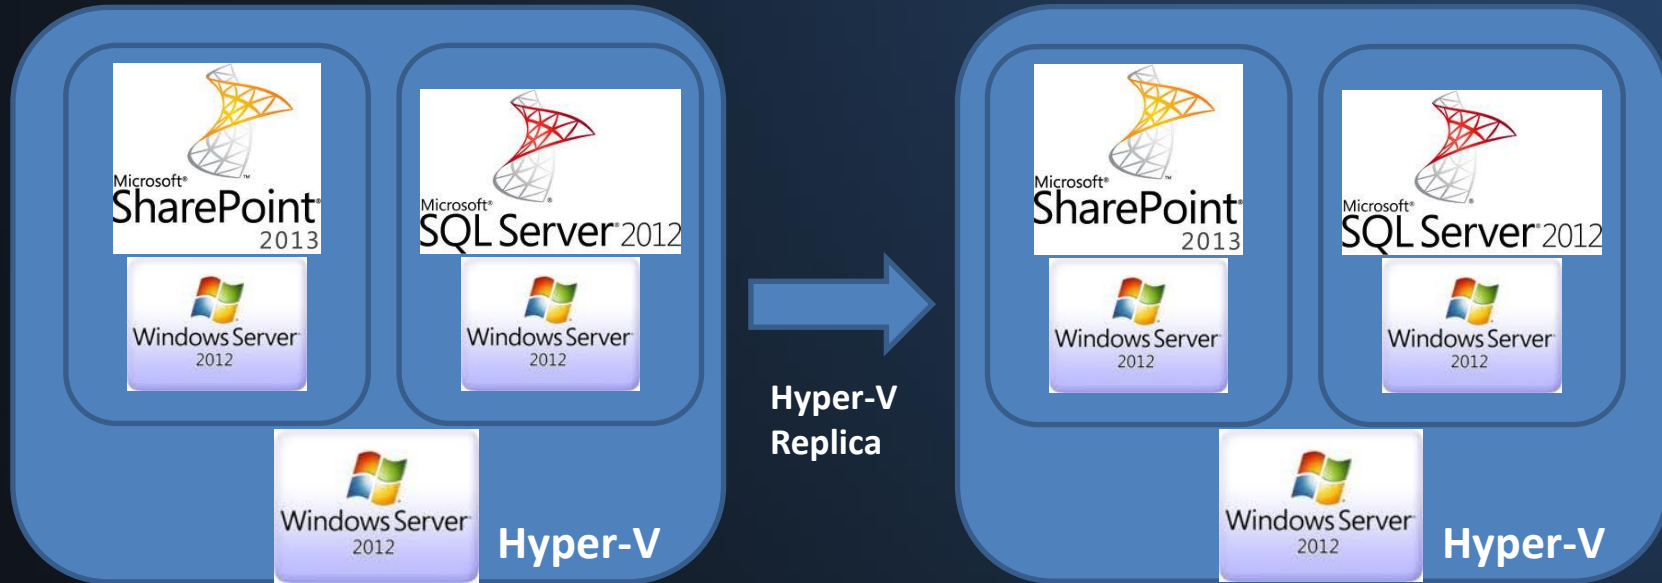 Microsoft®
SharePoint®
2013
Microsoft®
SQL Server® 2012
Windows Server®
2012
Windows Server®
2012
Windows Server®
2012
Hyper-V
Hyper-V
Replica
Microsoft®
SharePoint®
2013
Microsoft®
SQL Server® 2012
Windows Server®
2012
Windows Server®
2012
Windows Server®
2012
Hyper-V